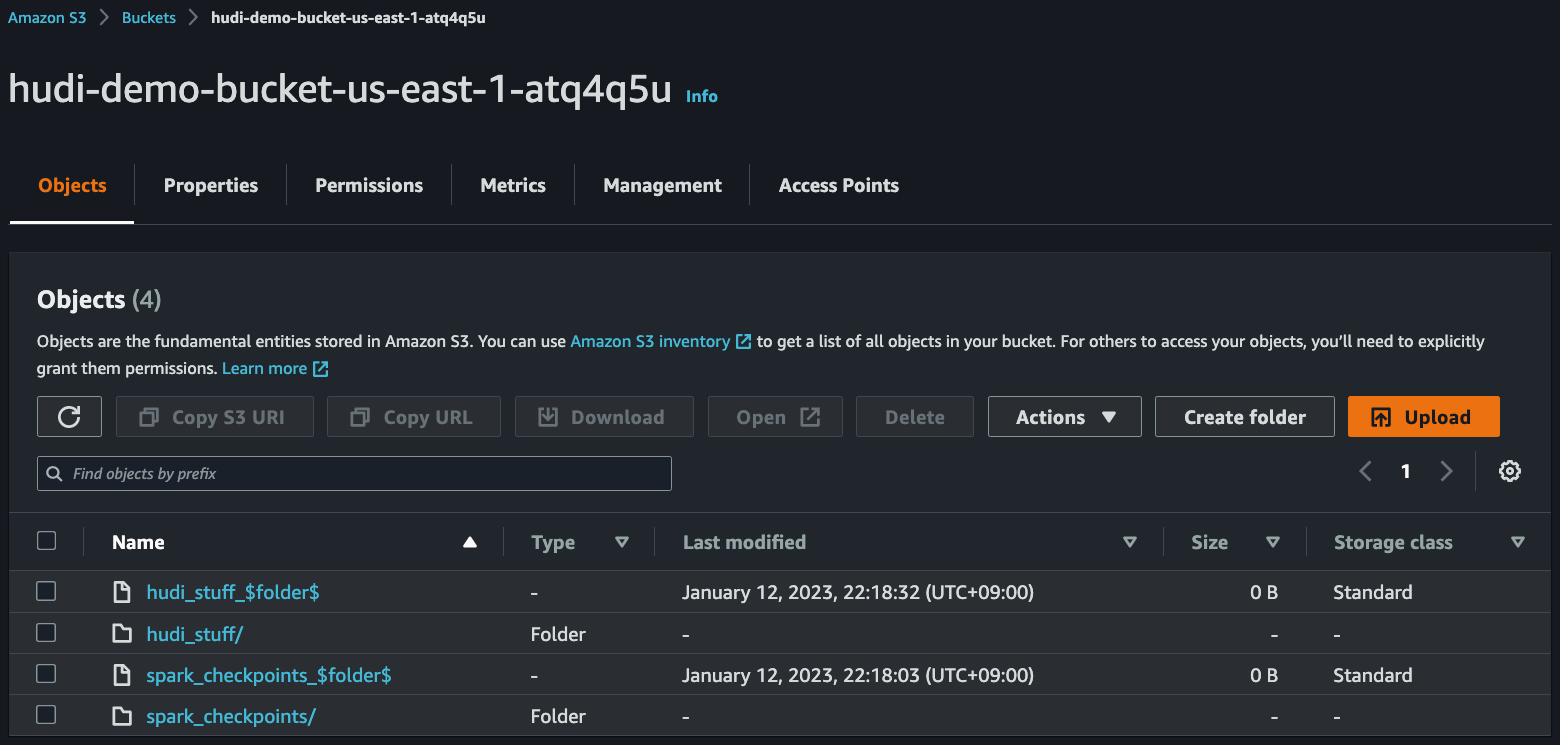 Amazon S3 > Buckets > hudi-demo-bucket-us-east-1-atq4q5u
hudi-demo-bucket-us-east-1-atq4q5u Info
Objects Properties Permissions Metrics Management Access Points
Objects (4)
Objects are the fundamental entities stored in Amazon S3. You can use Amazon S3 inventory to get a list of all objects in your bucket. For others to access your objects, you’ll need to explicitly
grant them permissions. Learn more
Copy S3 URI Copy URL Download Open Delete Actions Create folder Upload
Find objects by prefix 1
Name Type Last modified Size Storage class
hudi_stuff_$folder$ - January 12, 2023, 22:18:32 (UTC+09:00) 0 B Standard
hudi_stuff/ Folder - - -
spark_checkpoints_$folder$ - January 12, 2023, 22:18:03 (UTC+09:00) 0 B Standard
spark_checkpoints/ Folder - - -